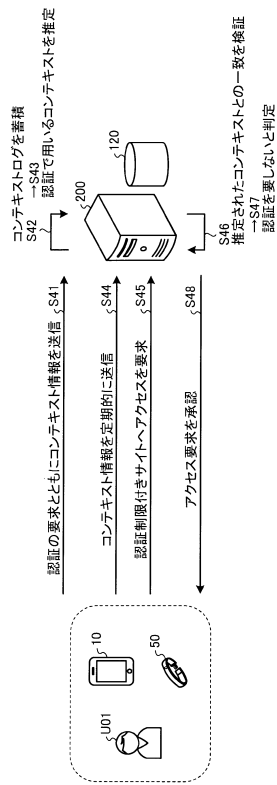 コンテキストログを蓄積
S42
→S43
認証で用いるコンテキストを推定
200
120
認証の要求とともにコンテキスト情報を送信
S41
コンテキスト情報を定期的に送信
S44
認証制限付きサイトへアクセスを要求
S45
S46
推定されたコンテキストとの一致を検証
→S47
認証を要しないと判定
アクセス要求を承認
S48
U01
10
50